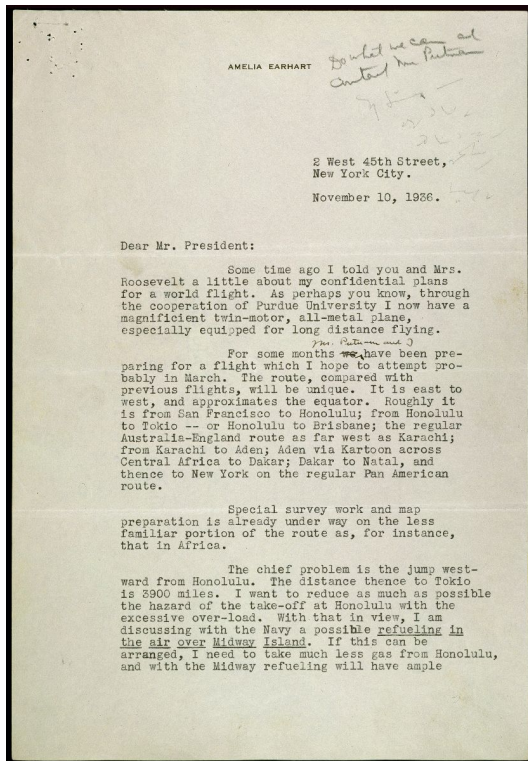 Do what we can and
contact Mr. Putnam
AMELIA EARHART
2 West 45th Street,
New York City.
November 10, 1936.
Dear Mr. President:
Some time ago I told you and Mrs.
Roosevelt a little about my confidential plans
for a world flight. As perhaps you know, through
the cooperation of Purdue University I now have a
magnificent twin-motor, all-metal plane,
especially equipped for long distance flying.
Mr. Putnam and I
For some months we have been pre-
paring for a flight which I hope to attempt pro-
bably in March. The route, compared with
previous flights, will be unique. It is east to
west, and approximates the equator. Roughly it
is from San Francisco to Honolulu; from Honolulu
to Tokio -- or Honolulu to Brisbane; the regular
Australia-England route as far west as Karachi;
from Karachi to Aden; Aden via Kartoon across
Central Africa to Dakar; Dakar to Natal, and
thence to New York on the regular Pan American
route.
Special survey work and map
preparation is already under way on the less
familiar portion of the route as, for instance,
that in Africa.
The chief problem is the jump west-
ward from Honolulu. The distance thence to Tokio
is 3900 miles. I want to reduce as much as possible
the hazard of the take-off at Honolulu with the
excessive over-load. With that in view, I am
discussing with the Navy a possible refueling in
the air over Midway Island. If this can be
arranged, I need to take much less gas from Honolulu,
and with the Midway refueling will have ample